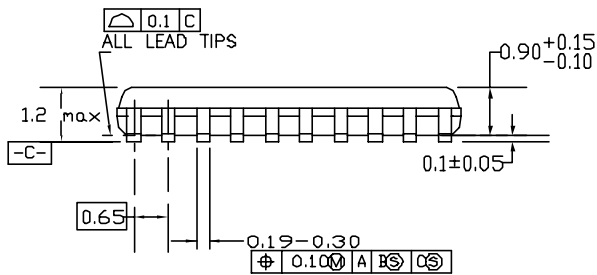 0.1 C
ALL LEAD TIPS
0.90 +0.15
-0.10
1.2 max
-C-
0.1±0.05
0.65
0.19-0.30
⌖ 0.10Ⓜ A BⓈ CⓈ